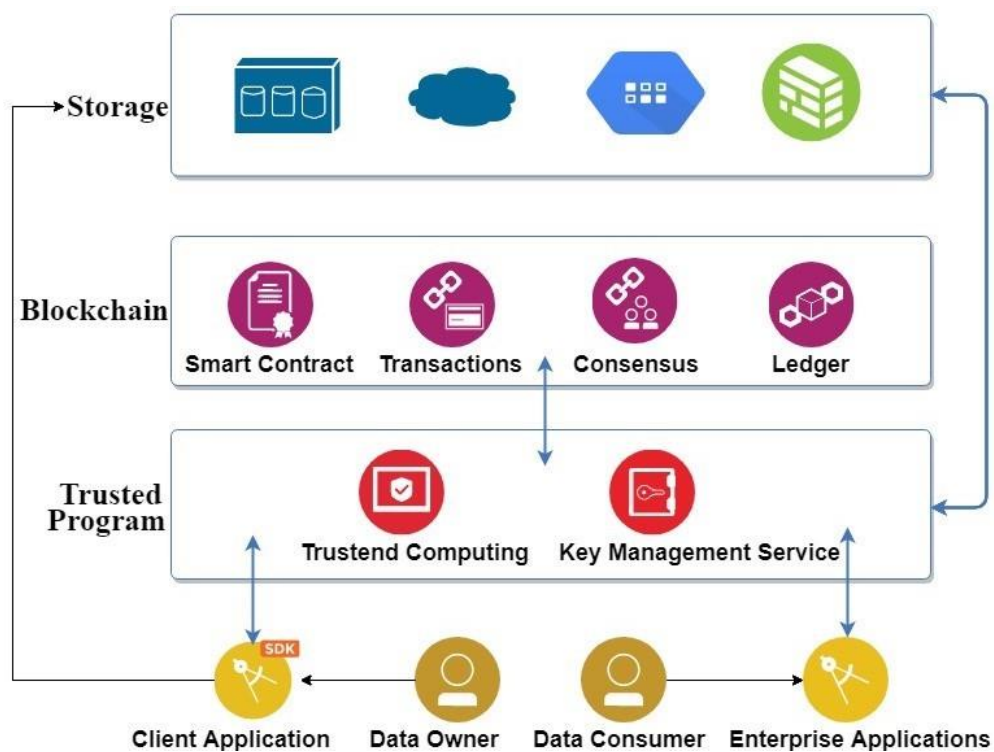 Storage
Blockchain
Smart Contract
Transactions
Consensus
Ledger
Trusted
Program
Trustend Computing
Key Management Service
SDK
Client Application
Data Owner
Data Consumer
Enterprise Applications